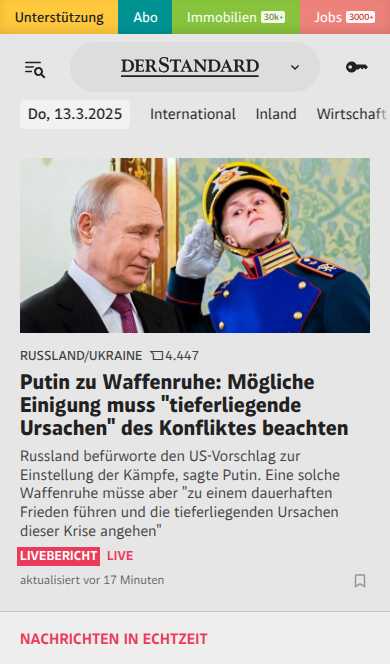 Unterstützung Abo Immobilien 30k+ Jobs 3000+
DERSTANDARD
Do, 13.3.2025 International Inland Wirtschaft
RUSSLAND/UKRAINE 4.447
Putin zu Waffenruhe: Mögliche
Einigung muss "tieferliegende
Ursachen" des Konfliktes beachten
Russland befürworte den US-Vorschlag zur
Einstellung der Kämpfe, sagte Putin. Eine solche
Waffenruhe müsse aber "zu einem dauerhaften
Frieden führen und die tieferliegenden Ursachen
dieser Krise angehen"
LIVEBERICHT LIVE
aktualisiert vor 17 Minuten
NACHRICHTEN IN ECHTZEIT